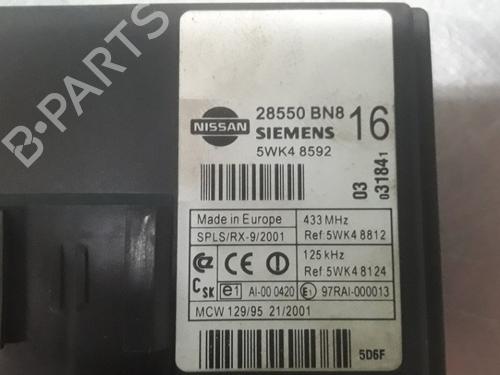 28550 BN8 16
NISSAN
SIEMENS
5WK4 8592
03
031841
Made in Europe
433 MHz
SPLS/RX-9/2001
Ref:5WK4 8812
125 kHz
Ref:5WK4 8124
CE
C SK
e1
AI-00 0420
E1
97RAI-000013
MCW 129/95 21/2001
5D6F
B-PARTS